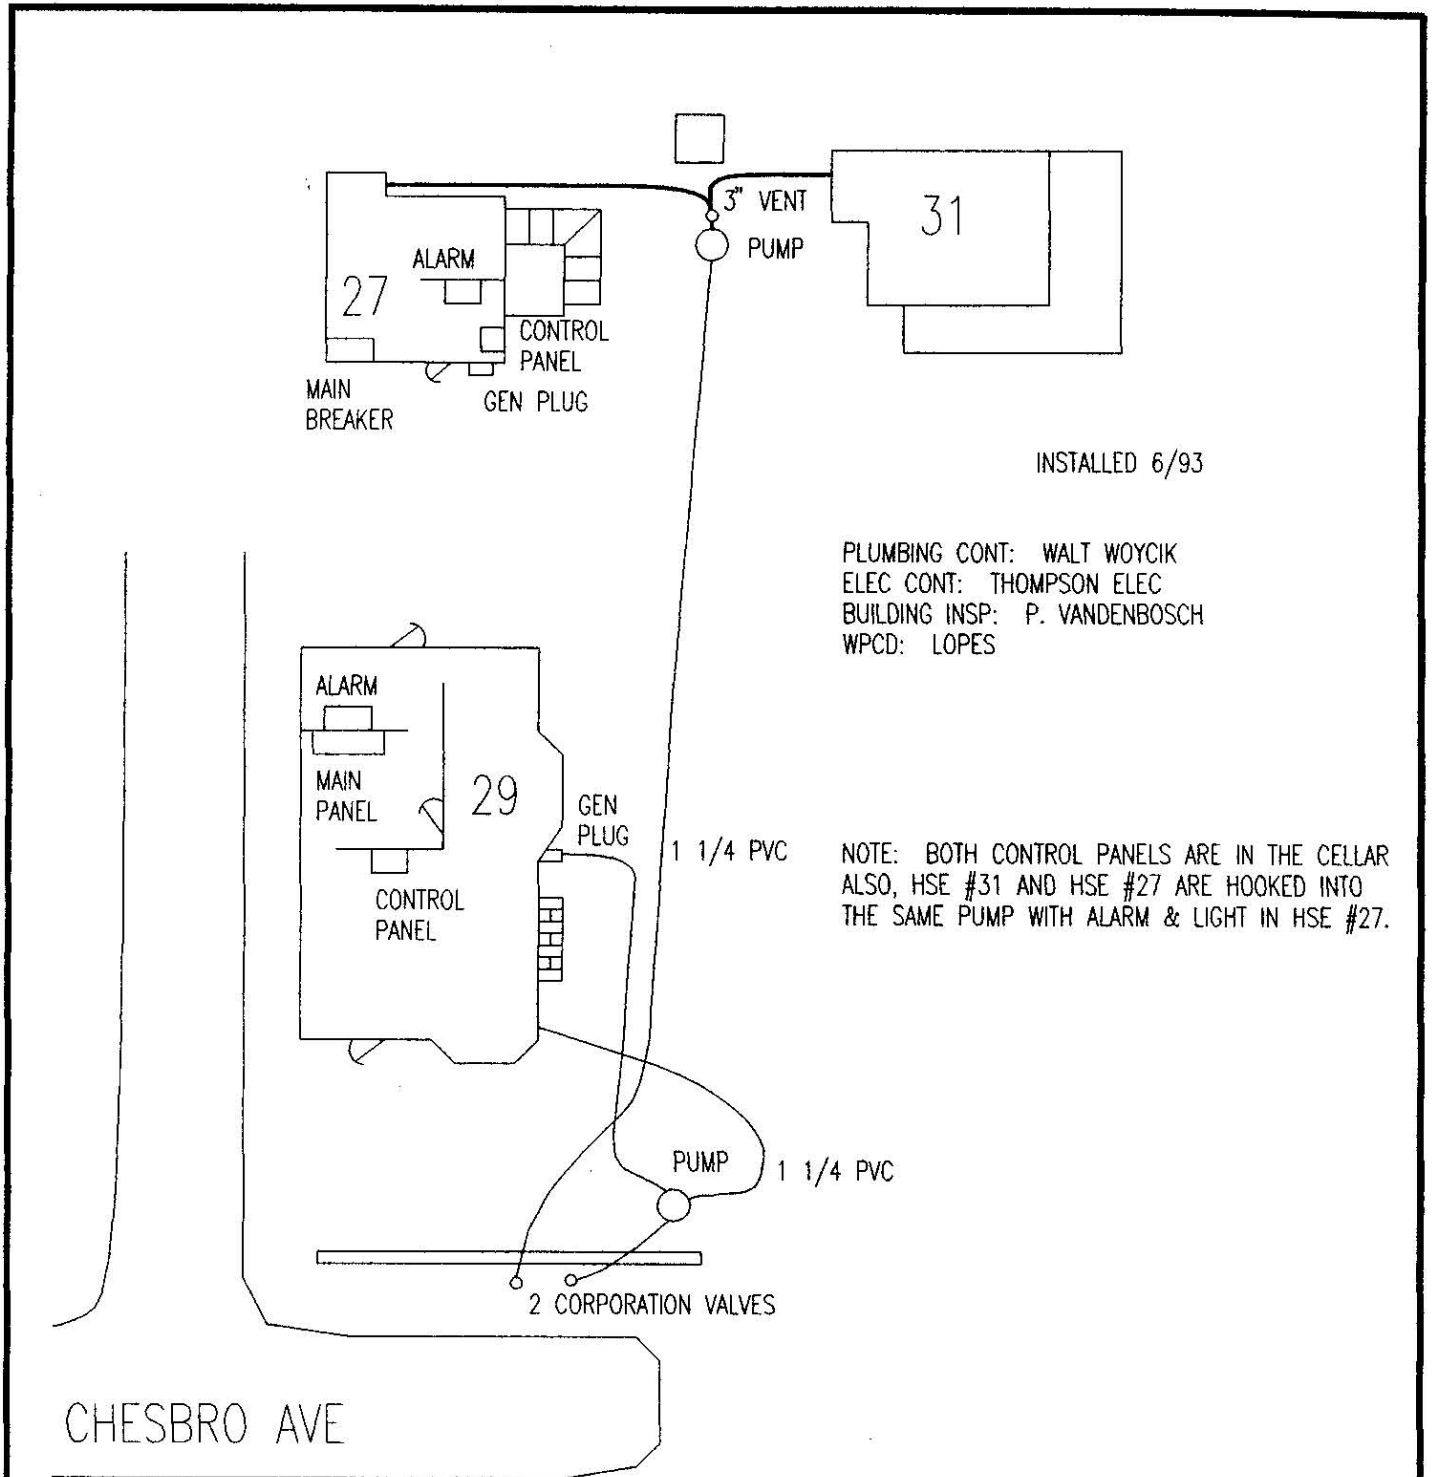 3" VENT
31
PUMP
ALARM
27
CONTROL
PANEL
MAIN
BREAKER
GEN PLUG
INSTALLED 6/93
PLUMBING CONT: WALT WOYCIK
ELEC CONT: THOMPSON ELEC
BUILDING INSP: P. VANDENBOSCH
WPCD: LOPES
ALARM
MAIN
PANEL
29
GEN
PLUG
1 1/4 PVC
NOTE: BOTH CONTROL PANELS ARE IN THE CELLAR
ALSO, HSE #31 AND HSE #27 ARE HOOKED INTO
THE SAME PUMP WITH ALARM & LIGHT IN HSE #27.
CONTROL
PANEL
PUMP
1 1/4 PVC
2 CORPORATION VALVES
CHESBRO AVE